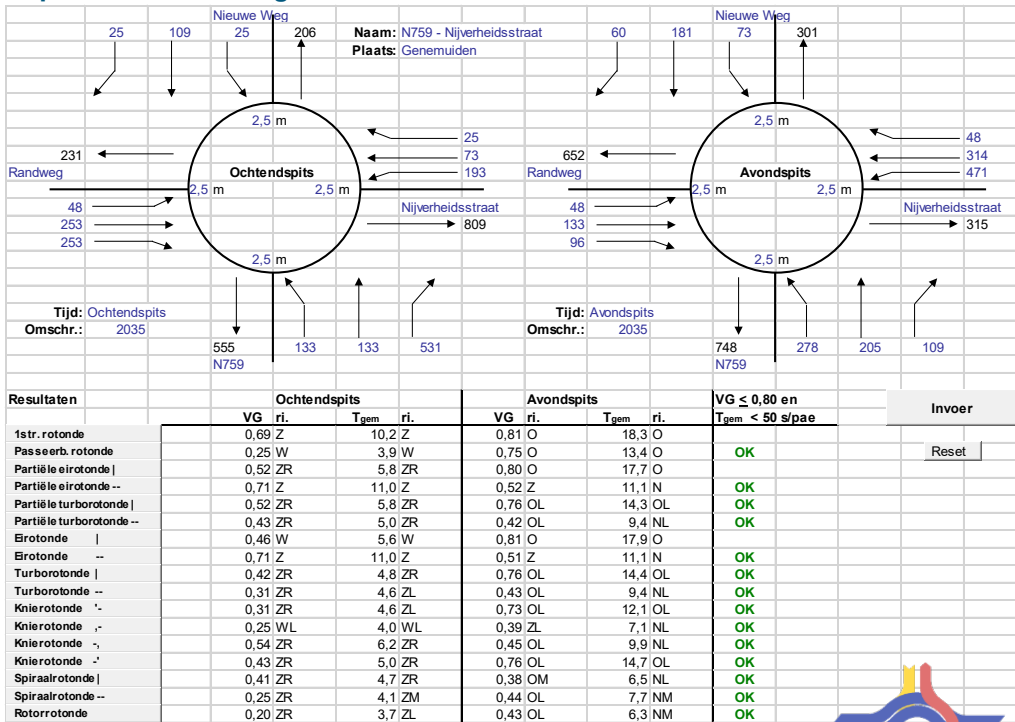 Nieuwe Weg Nieuwe Weg
25 109 25 206 Naam: N759 - Nijverheidsstraat 60 181 73 301
Plaats: Genemuiden
2,5 m 2,5 m
25 48
231 73 652 314
Randweg Ochtendspits 193 Randweg Avondspits 471
2,5 m 2,5 m 2,5 m 2,5 m
48 Nijverheidsstraat 48 Nijverheidsstraat
253 809 133 315
253 96
2,5 m 2,5 m
Tijd: Ochtendspits Tijd: Avondspits
Omschr.: 2035 Omschr.: 2035
555 133 133 531 748 278 205 109
N759 N759
Resultaten Ochtendspits Avondspits VG ≤ 0,80 en Invoer
VG ri. Tgem ri. VG ri. Tgem ri. Tgem < 50 s/pae
1str. rotonde 0,69 Z 10,2 Z 0,81 O 18,3 O
Passeerb. rotonde 0,25 W 3,9 W 0,75 O 13,4 O OK Reset
Partiële eirotonde | 0,52 ZR 5,8 ZR 0,80 O 17,7 O
Partiële eirotonde -- 0,71 Z 11,0 Z 0,52 Z 11,1 N OK
Partiële turborotonde | 0,52 ZR 5,8 ZR 0,76 OL 14,3 OL OK
Partiële turborotonde -- 0,43 ZR 5,0 ZR 0,42 OL 9,4 NL OK
Eirotonde | 0,46 W 5,6 W 0,81 O 17,9 O
Eirotonde -- 0,71 Z 11,0 Z 0,51 Z 11,1 N OK
Turborotonde | 0,42 ZR 4,8 ZR 0,76 OL 14,4 OL OK
Turborotonde -- 0,31 ZR 4,6 ZL 0,43 OL 9,4 NL OK
Knierotonde '- 0,31 ZR 4,6 ZL 0,73 OL 12,1 OL OK
Knierotonde ,- 0,25 WL 4,0 WL 0,39 ZL 7,1 NL OK
Knierotonde -, 0,54 ZR 6,2 ZR 0,45 OL 9,9 NL OK
Knierotonde -' 0,43 ZR 5,0 ZR 0,76 OL 14,7 OL OK
Spiraalrotonde | 0,41 ZR 4,7 ZR 0,38 OM 6,5 NL OK
Spiraalrotonde -- 0,25 ZR 4,1 ZM 0,44 OL 7,7 NM OK
Rotorrotonde 0,20 ZR 3,7 ZL 0,43 OL 6,3 NM OK